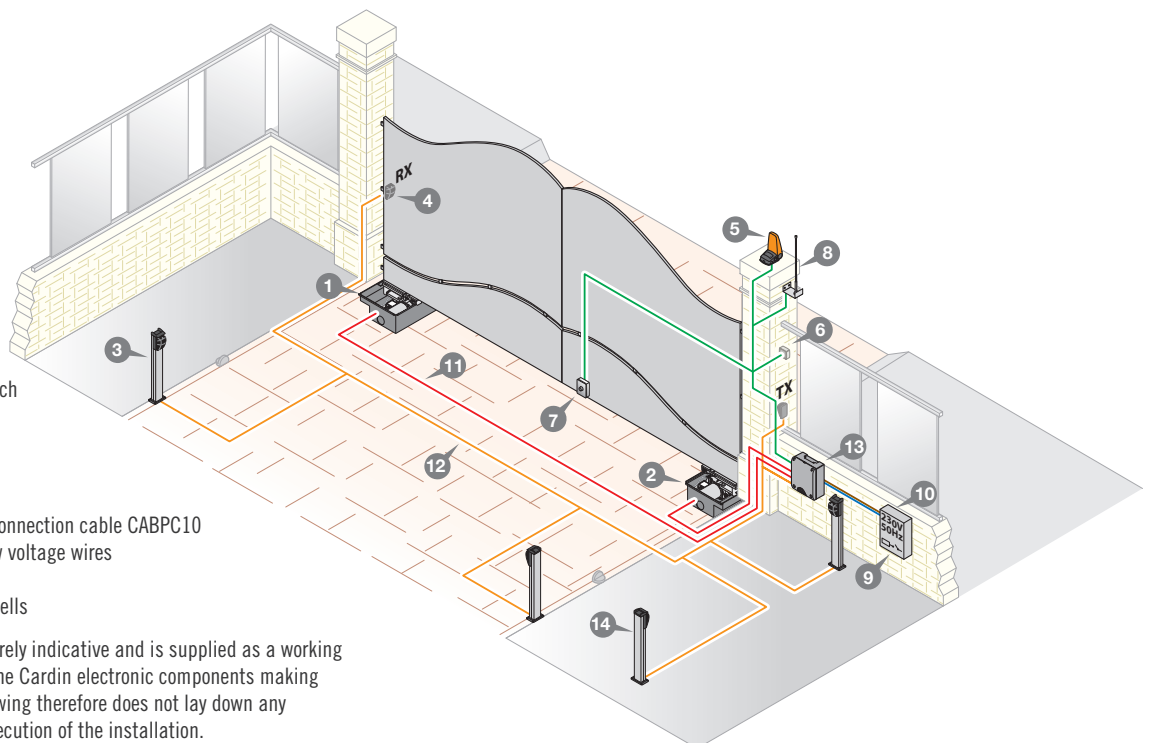 RX
4
5
8
1
6
3
11
ch
7
TX
13
12
2
10
onnection cable CABPC10
230V
50Hz
voltage wires
9
ells
14
rely indicative and is supplied as a working
he Cardin electronic components making
wing therefore does not lay down any
ecution of the installation.